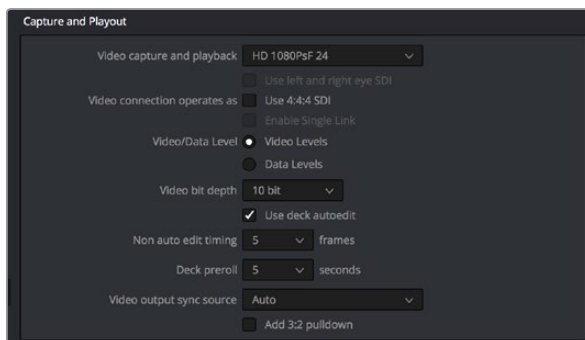 Capture and Playout
Video capture and playback HD 1080PsF 24
Use left and right eye SDI
Video connection operates as Use 4:4:4 SDI
Enable Single Link
Video/Data Level Video Levels
Data Levels
Video bit depth 10 bit
Use deck autoedit
Non auto edit timing 5 frames
Deck preroll 5 seconds
Video output sync source Auto
Add 3:2 pulldown